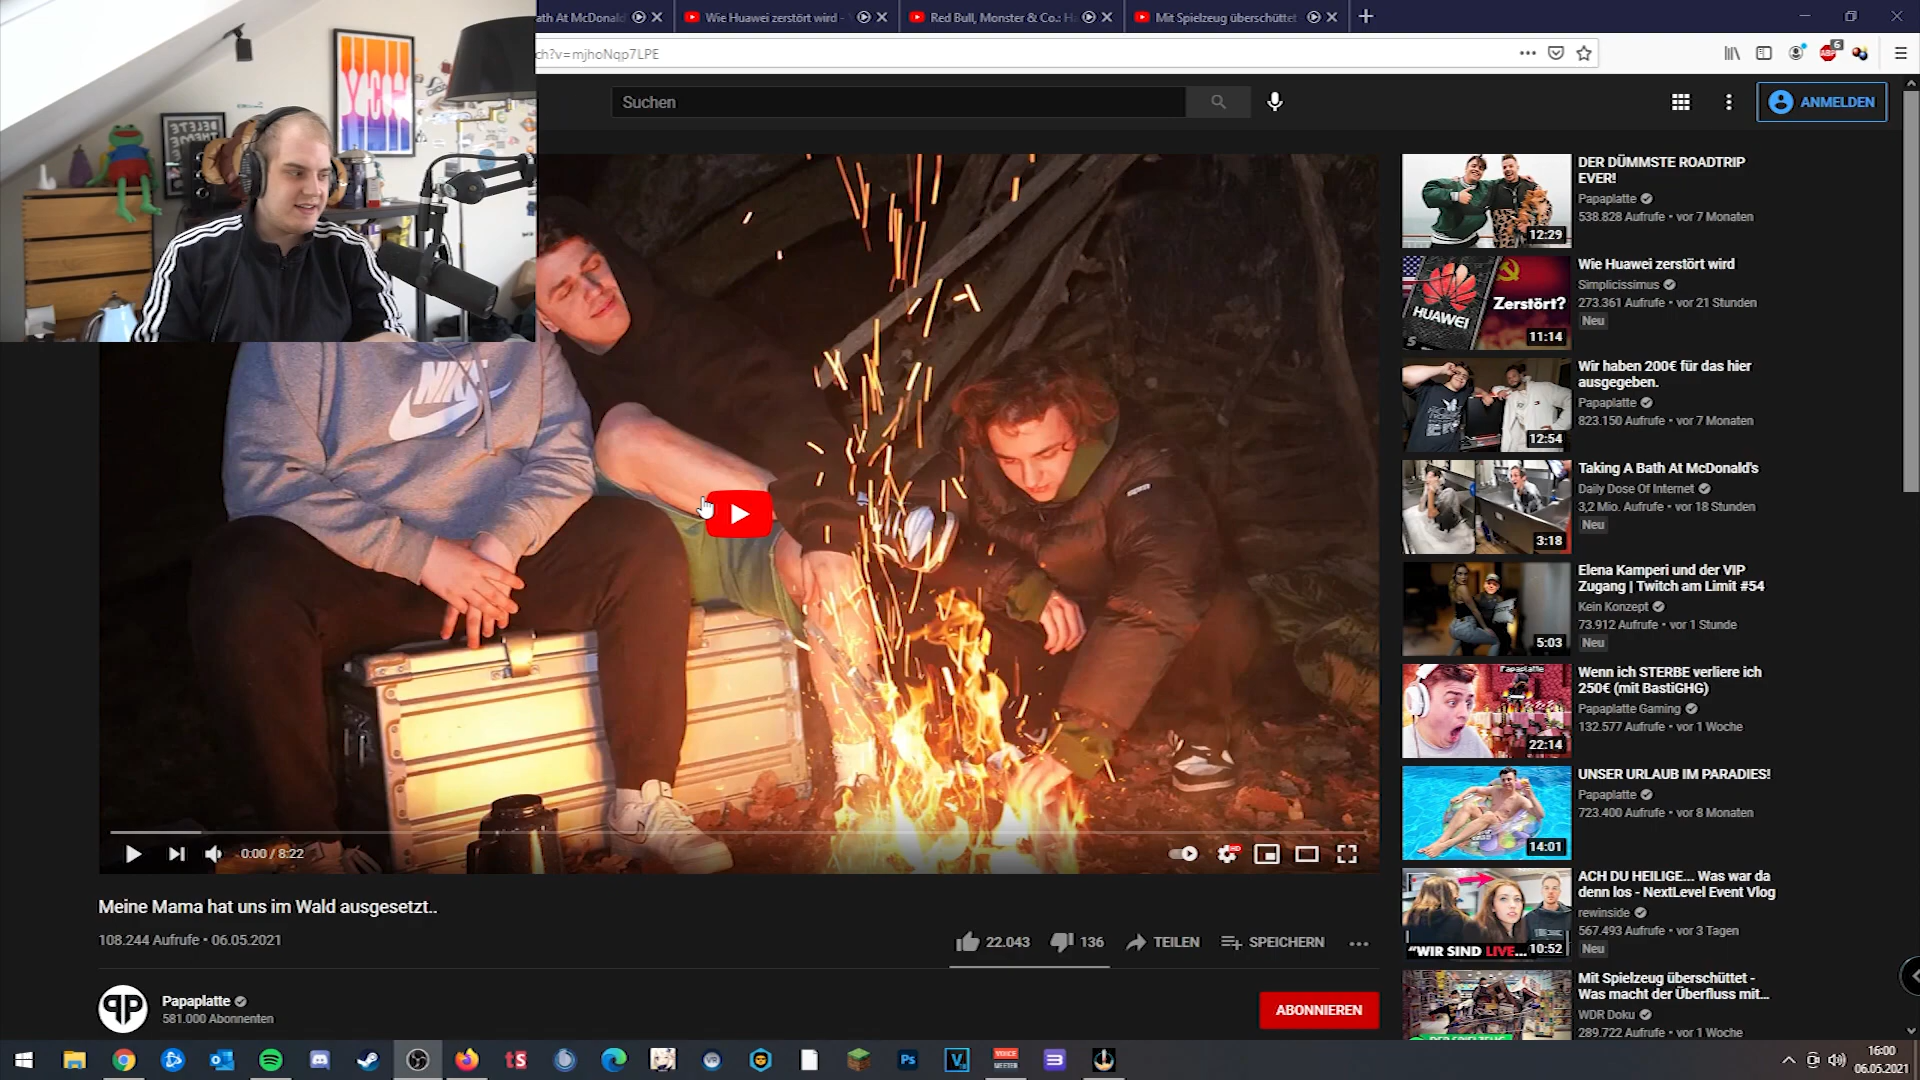 ath At McDonald
Wie Huawei zerstört wird -
Red Bull, Monster & Co.: H
Mit Spielzeug überschüttet
ch?v=mjhoNqp7LPE
6
ABP
Suchen
ANMELDEN
DELETE
DER DÜMMSTE ROADTRIP
EVER!
Papaplatte
538.828 Aufrufe • vor 7 Monaten
12:29
Wie Huawei zerstört wird
Simplicissimus
273.361 Aufrufe • vor 21 Stunden
Neu
HUAWEI
Zerstört?
11:14
Wir haben 200€ für das hier
ausgegeben.
Papaplatte
823.150 Aufrufe • vor 7 Monaten
12:54
Taking A Bath At McDonald's
Daily Dose Of Internet
3,2 Mio. Aufrufe • vor 18 Stunden
Neu
3:18
Elena Kamperi und der VIP
Zugang | Twitch am Limit #54
Kein Konzept
73.912 Aufrufe • vor 1 Stunde
Neu
5:03
Wenn ich STERBE verliere ich
250€ (mit BastiGHG)
Papaplatte Gaming
132.577 Aufrufe • vor 1 Woche
Papaplatte
22:14
UNSER URLAUB IM PARADIES!
Papaplatte
723.400 Aufrufe • vor 8 Monaten
14:01
ACH DU HEILIGE... Was war da
denn los - NextLevel Event Vlog
rewinside
567.493 Aufrufe • vor 3 Tagen
Neu
"WIR SIND LIVE...
10:52
Mit Spielzeug überschüttet -
Was macht der Überfluss mit...
WDR Doku
289.722 Aufrufe • vor 1 Woche
0:00 / 8:22
HD
Meine Mama hat uns im Wald ausgesetzt..
108.244 Aufrufe • 06.05.2021
22.043
136
TEILEN
SPEICHERN
Papaplatte
581.000 Abonnenten
ABONNIEREN
tS
VR
Ps
V
VOICE
MEETER
16:00
06.05.2021